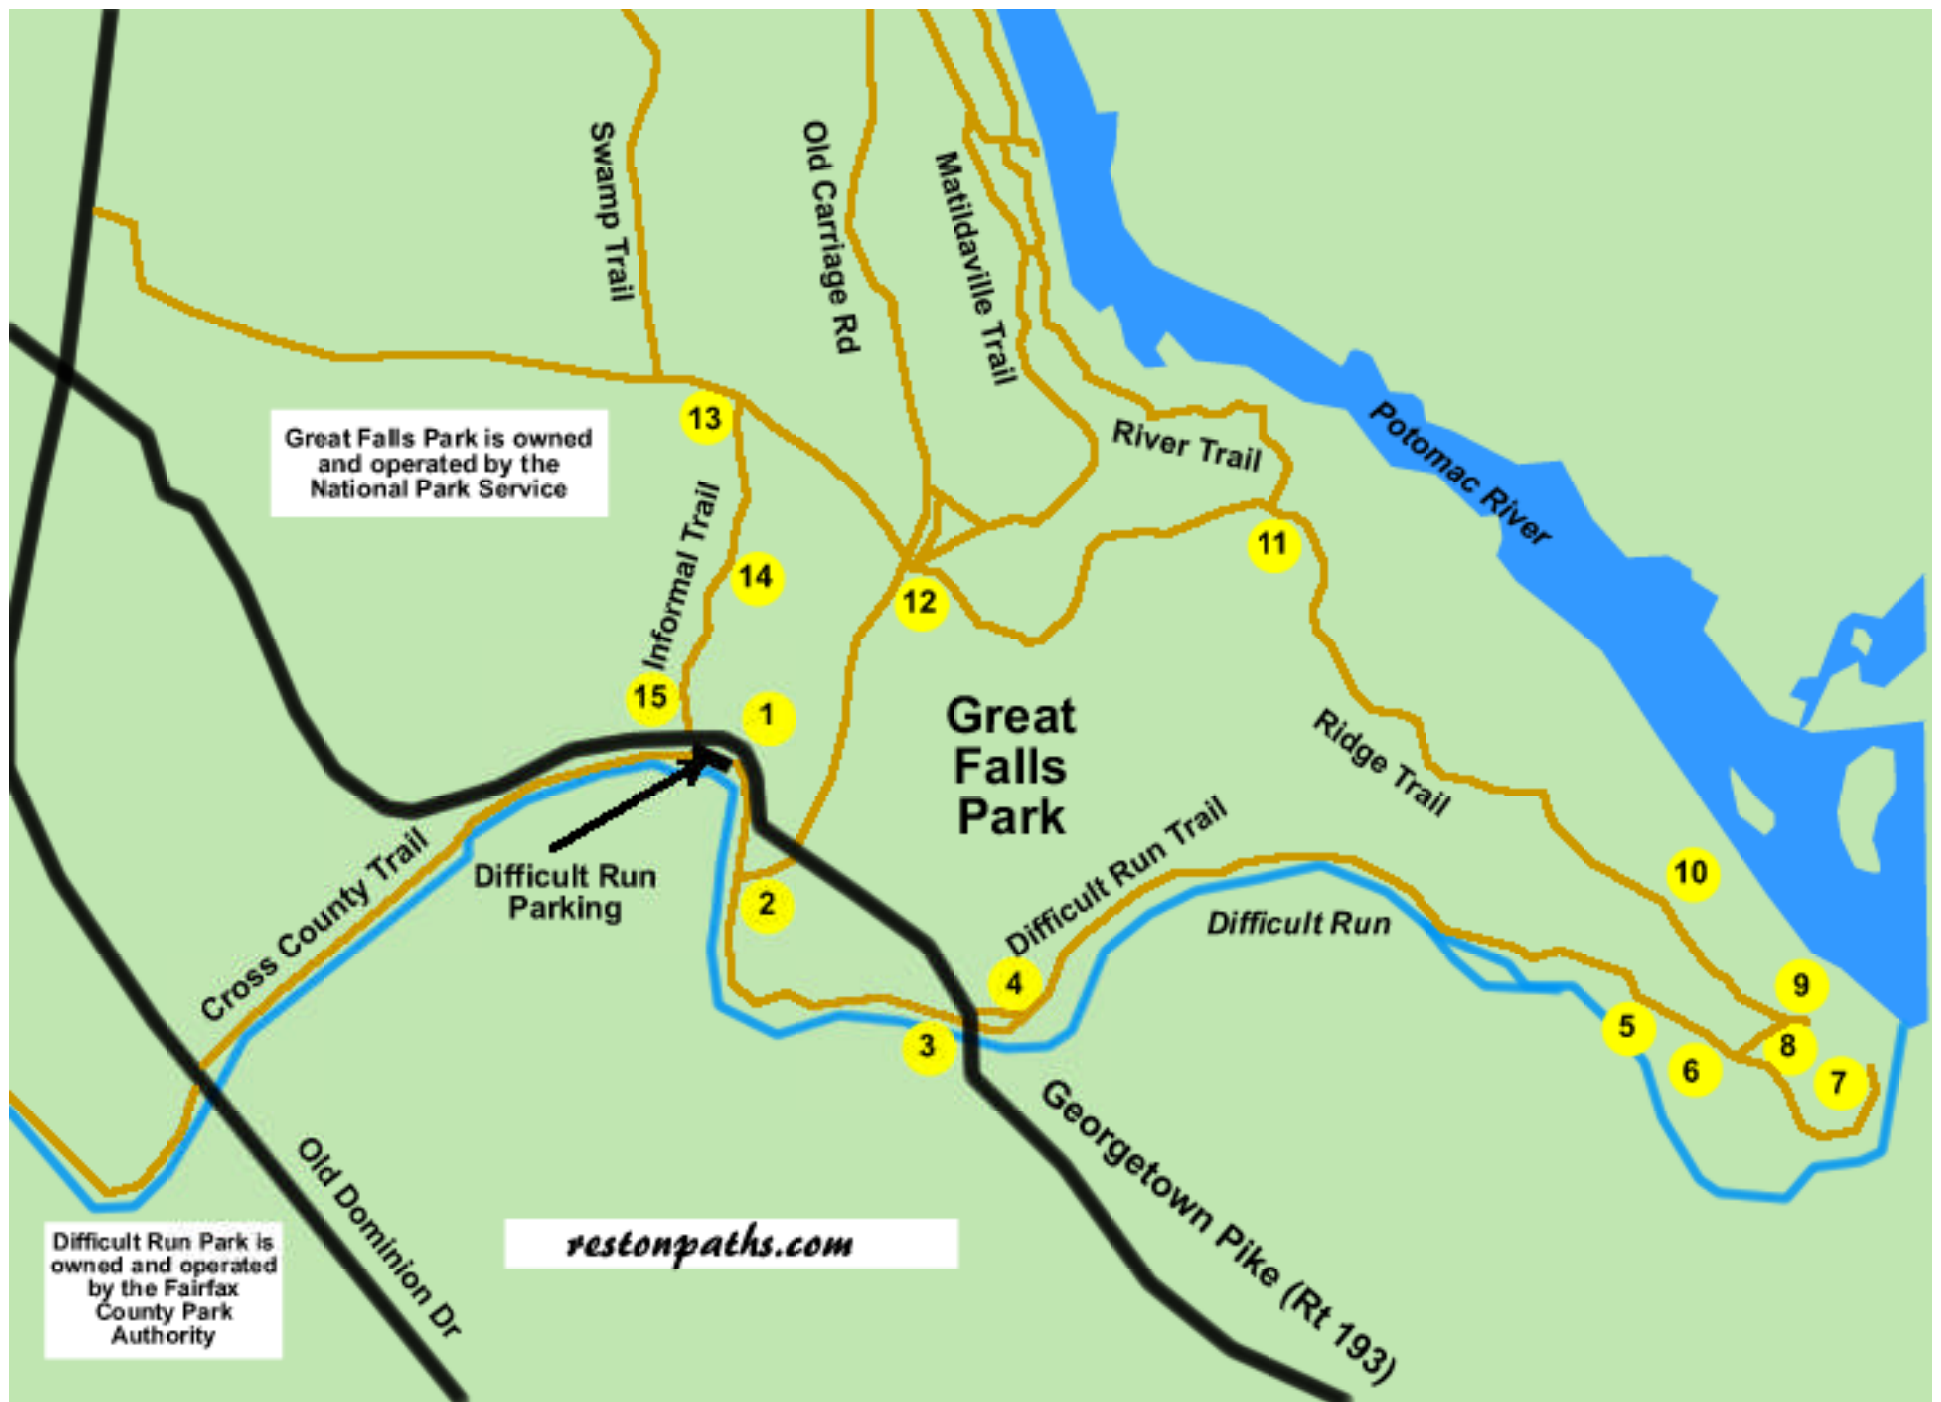 Swamp Trail
Old Carriage Rd
Matildaville Trail
River Trail
Potomac River
Great Falls Park is owned
and operated by the
National Park Service
13
Informal Trail
14
11
12
15
1
Great
Falls
Park
Ridge Trail
Difficult Run
Parking
Cross County Trail
2
Difficult Run Trail
Difficult Run
10
4
9
3
5
8
6
7
Georgetown Pike (Rt 193)
Old Dominion Dr
restonpaths.com
Difficult Run Park is
owned and operated
by the Fairfax
County Park
Authority